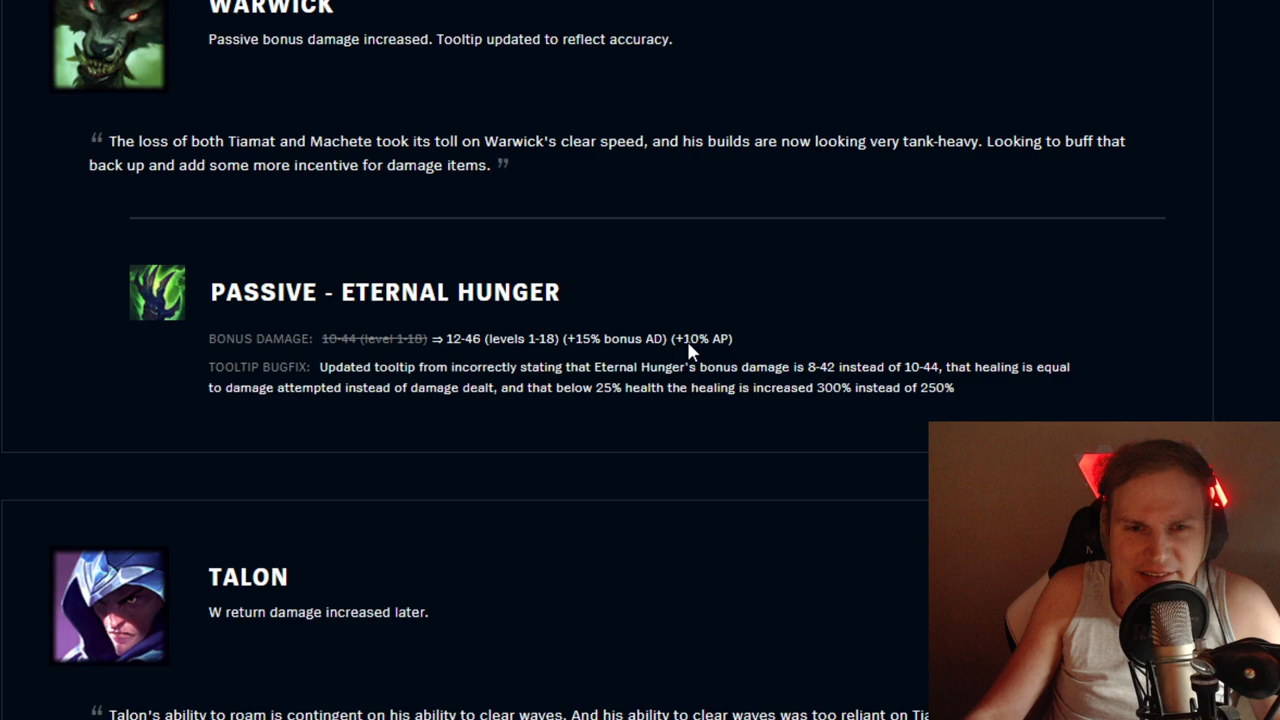 WARWICK
Passive bonus damage increased. Tooltip updated to reflect accuracy.
“ The loss of both Tiamat and Machete took its toll on Warwick's clear speed, and his builds are now looking very tank-heavy. Looking to buff that
back up and add some more incentive for damage items. ”
PASSIVE - ETERNAL HUNGER
BONUS DAMAGE: 10-44 (level 1-18) ⇒ 12-46 (levels 1-18) (+15% bonus AD) (+10% AP)
TOOLTIP BUGFIX: Updated tooltip from incorrectly stating that Eternal Hunger's bonus damage is 8-42 instead of 10-44, that healing is equal
to damage attempted instead of damage dealt, and that below 25% health the healing is increased 300% instead of 250%
TALON
W return damage increased later.
“ Talon's ability to roam is contingent on his ability to clear waves. And his ability to clear waves was too reliant on Tia